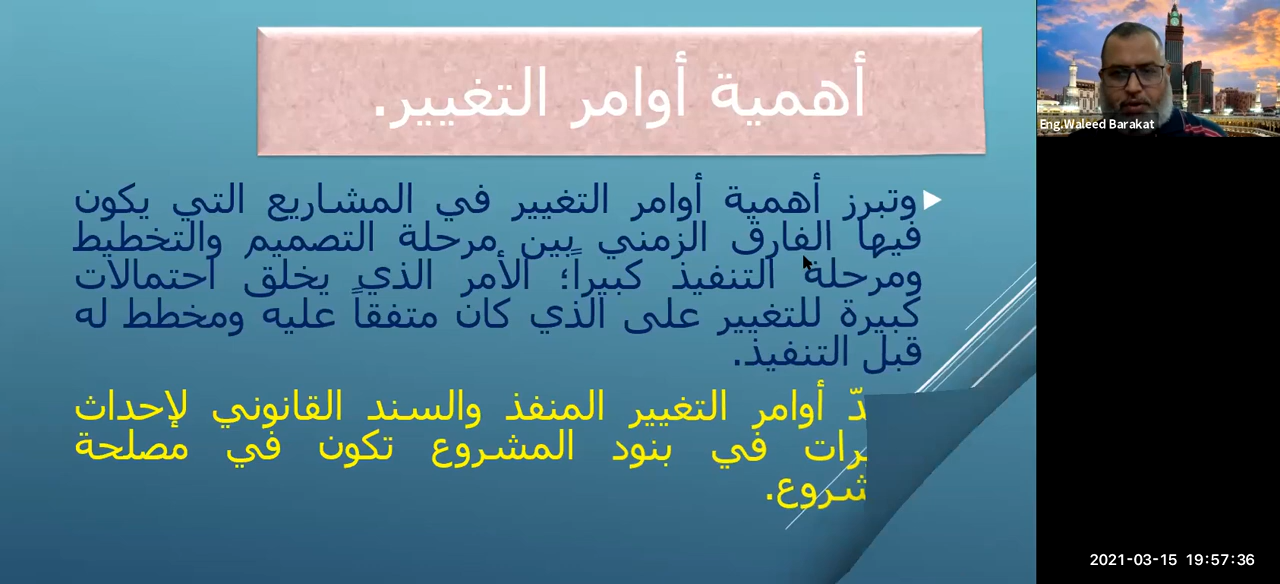 أهمية أوامر التغيير.
وتبرز أهمية أوامر التغيير في المشاريع التي يكون
فيها الفارق الزمني بين مرحلة التصميم والتخطيط
ومرحلة التنفيذ كبيراً؛ الأمر الذي يخلق احتمالات
كبيرة للتغيير على الذي كان متفقاً عليه ومخطط له
قبل التنفيذ.
أوامر التغيير المنفذ والسند القانوني لإحداث
في بنود المشروع تكون في مصلحة
Eng.Waleed Barakat
2021-03-15 19:57:36